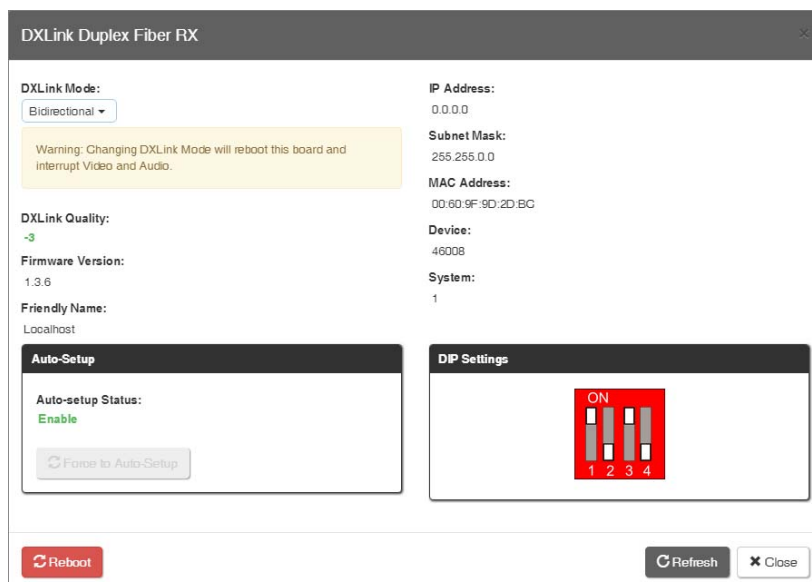 DXLink Duplex Fiber RX
×
DXLink Mode:
Bidirectional
Warning: Changing DXLink Mode will reboot this board and
interrupt Video and Audio.
DXLink Quality:
-3
Firmware Version:
1.3.6
Friendly Name:
Localhost
IP Address:
0.0.0.0
Subnet Mask:
255.255.0.0
MAC Address:
00:60:9F:9D:2D:BC
Device:
46008
System:
1
Auto-Setup
Auto-setup Status:
Enable
Force to Auto-Setup
DIP Settings
ON
1 2 3 4
Reboot
Refresh
Close